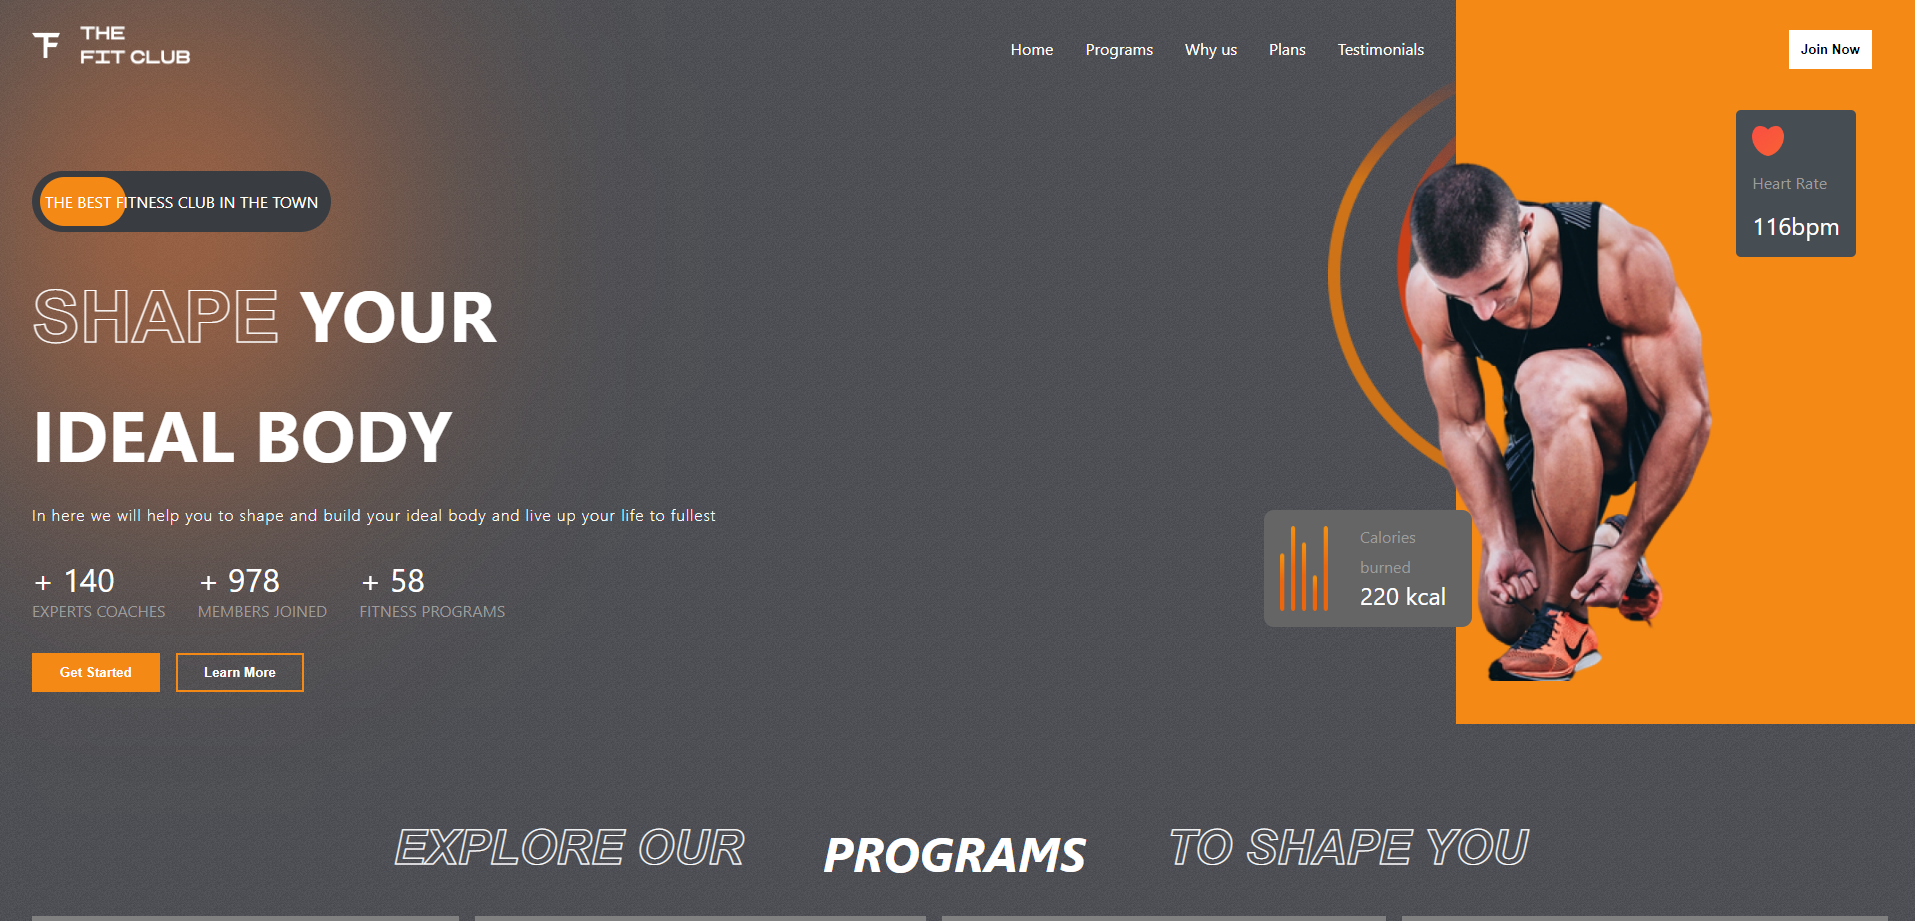 THE
FIT CLUB
Home Programs Why us Plans Testimonials
Join Now
Heart Rate
116bpm
THE BEST FITNESS CLUB IN THE TOWN
SHAPE YOUR
IDEAL BODY
In here we will help you to shape and build your ideal body and live up your life to fullest
+ 140
EXPERTS COACHES
+ 978
MEMBERS JOINED
+ 58
FITNESS PROGRAMS
Calories
burned
220 kcal
Get Started
Learn More
EXPLORE OUR PROGRAMS TO SHAPE YOU